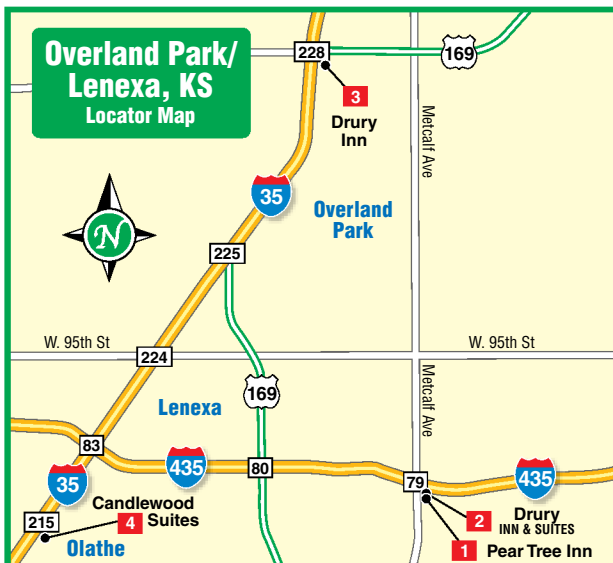 Overland Park/
Lenexa, KS
Locator Map
228
169
3
Drury
Inn
Metcalf Ave
35
Overland
Park
N
225
W. 95th St
W. 95th St
224
169
Metcalf Ave
Lenexa
83
435
80
35
79
435
Candlewood
Suites
215
4
2
Drury
INN & SUITES
Olathe
1
Pear Tree Inn